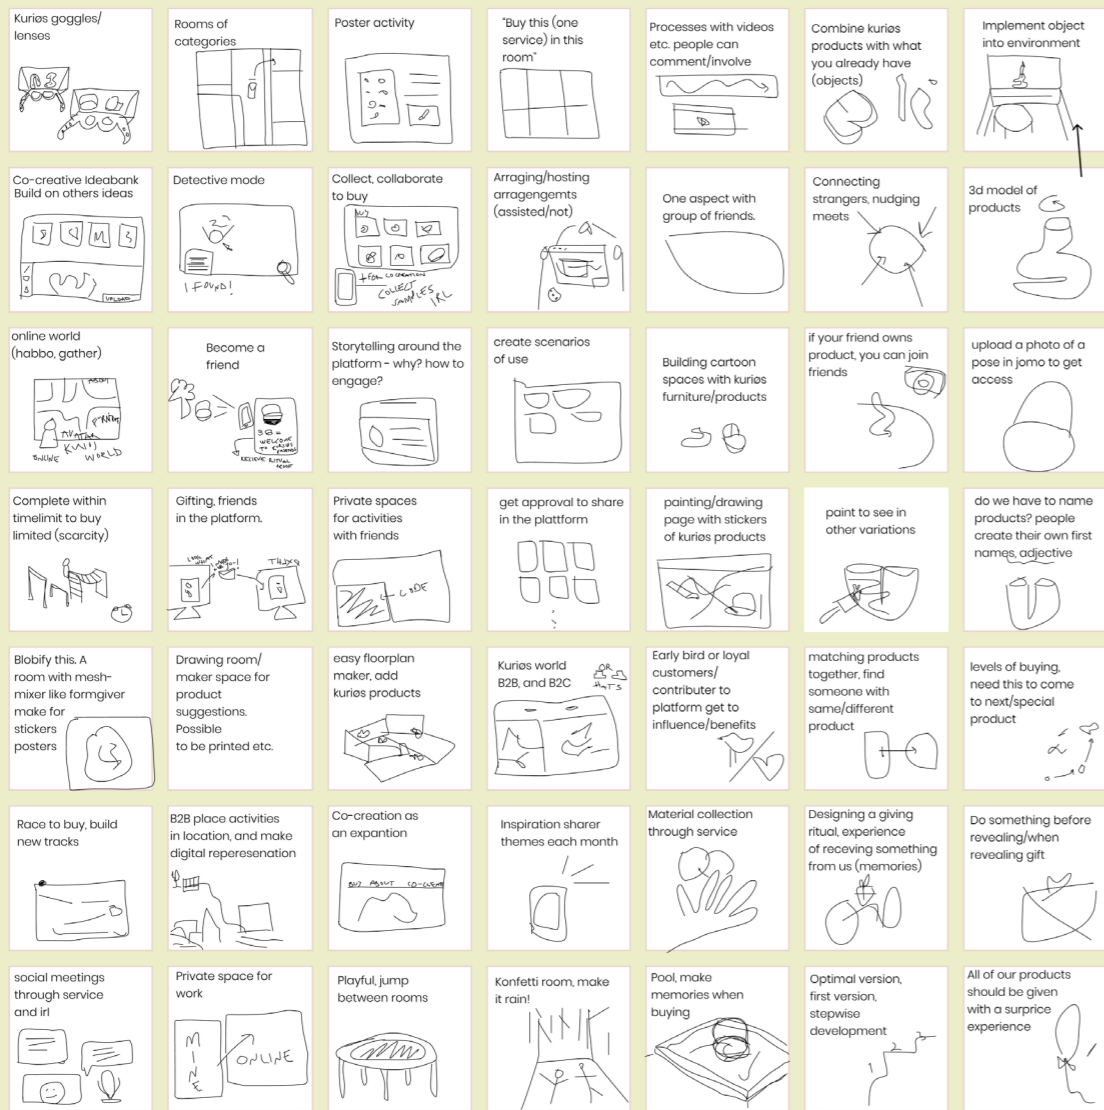 Kuriøs goggles/
lenses
Rooms of
categories
Poster activity
"Buy this (one
service) in this
room"
Processes with videos
etc. people can
comment/involve
Combine kuriøs
products with what
you already have
(objects)
Implement object
into environment
Co-creative Ideabank
Build on others ideas
UPLOAD
Detective mode
I FOUND!
Collect, collaborate
to buy
BUY
+ FOR CO CREATION
COLLECT
SAMPLES
IRL
Arraging/hosting
arragengemts
(assisted/not)
One aspect with
group of friends.
Connecting
strangers, nudging
meets
3d model of
products
online world
(habbo, gather)
ABOUT
AVATAR
ONLINE
WORLD
Become a
friend
WELCOME
TO
RECIEVE RITUAL
Storytelling around the
platform - why? how to
engage?
create scenarios
of use
Building cartoon
spaces with kuriøs
furniture/products
if your friend owns
product, you can join
friends
upload a photo of a
pose in jomo to get
access
Complete within
timelimit to buy
limited (scarcity)
Gifting, friends
in the platform.
Private spaces
for activities
with friends
CODE
get approval to share
in the plattform
painting/drawing
page with stickers
of kuriøs products
paint to see in
other variations
do we have to name
products? people
create their own first
names, adjective
Blobify this. A
room with mesh-
mixer like formgiver
make for
stickers
posters
Drawing room/
maker space for
product
suggestions.
Possible
to be printed etc.
easy floorplan
maker, add
kuriøs products
Kuriøs world
B2B, and B2C
OR
HATS
Early bird or loyal
customers/
contributer to
platform get to
influence/benefits
matching products
together, find
someone with
same/different
product
levels of buying,
need this to come
to next/special
product
Race to buy, build
new tracks
B2B place activities
in location, and make
digital reperesenation
Co-creation as
an expantion
BUY ABOUT CO-CREATE
Inspiration sharer
themes each month
Material collection
through service
Designing a giving
ritual, experience
of receving something
from us (memories)
Do something before
revealing/when
revealing gift
social meetings
through service
and irl
Private space for
work
MINE
ONLINE
Playful, jump
between rooms
Konfetti room, make
it rain!
Pool, make
memories when
buying
Optimal version,
first version,
stepwise
development
1
2
3
All of our products
should be given
with a surprice
experience